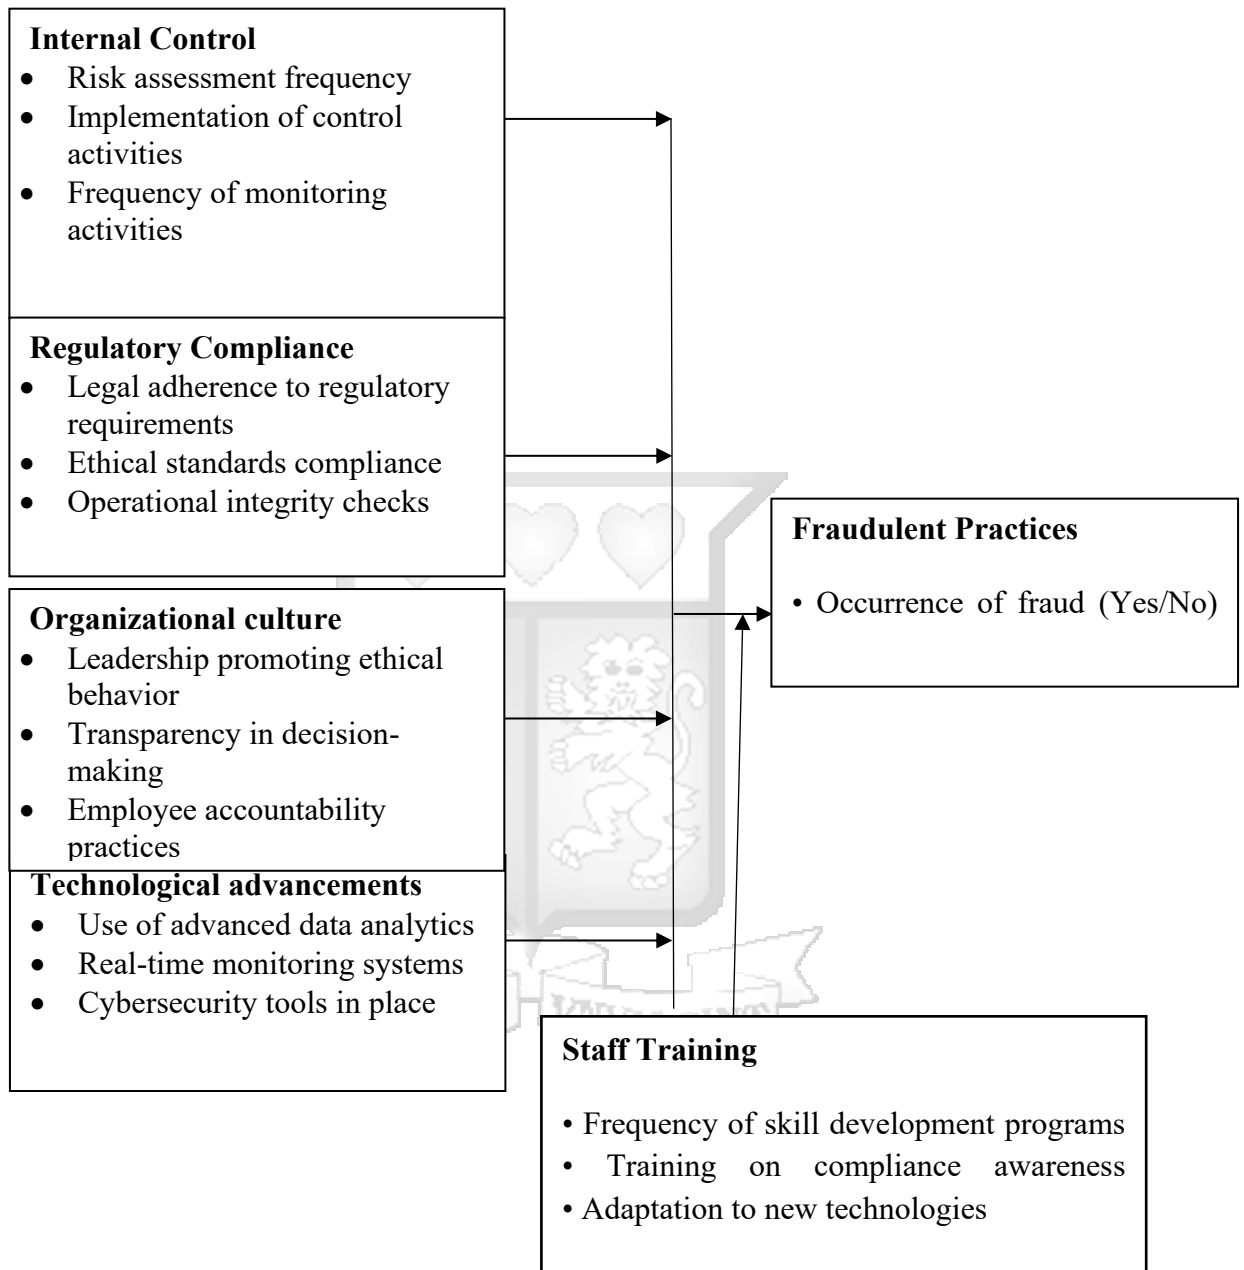 Internal Control
• Risk assessment frequency
• Implementation of control
activities
• Frequency of monitoring
activities
Regulatory Compliance
• Legal adherence to regulatory
requirements
• Ethical standards compliance
• Operational integrity checks
Organizational culture
• Leadership promoting ethical
behavior
• Transparency in decision-
making
• Employee accountability
practices
Technological advancements
• Use of advanced data analytics
• Real-time monitoring systems
• Cybersecurity tools in place
Fraudulent Practices
• Occurrence of fraud (Yes/No)
Staff Training
• Frequency of skill development programs
• Training on compliance awareness
• Adaptation to new technologies